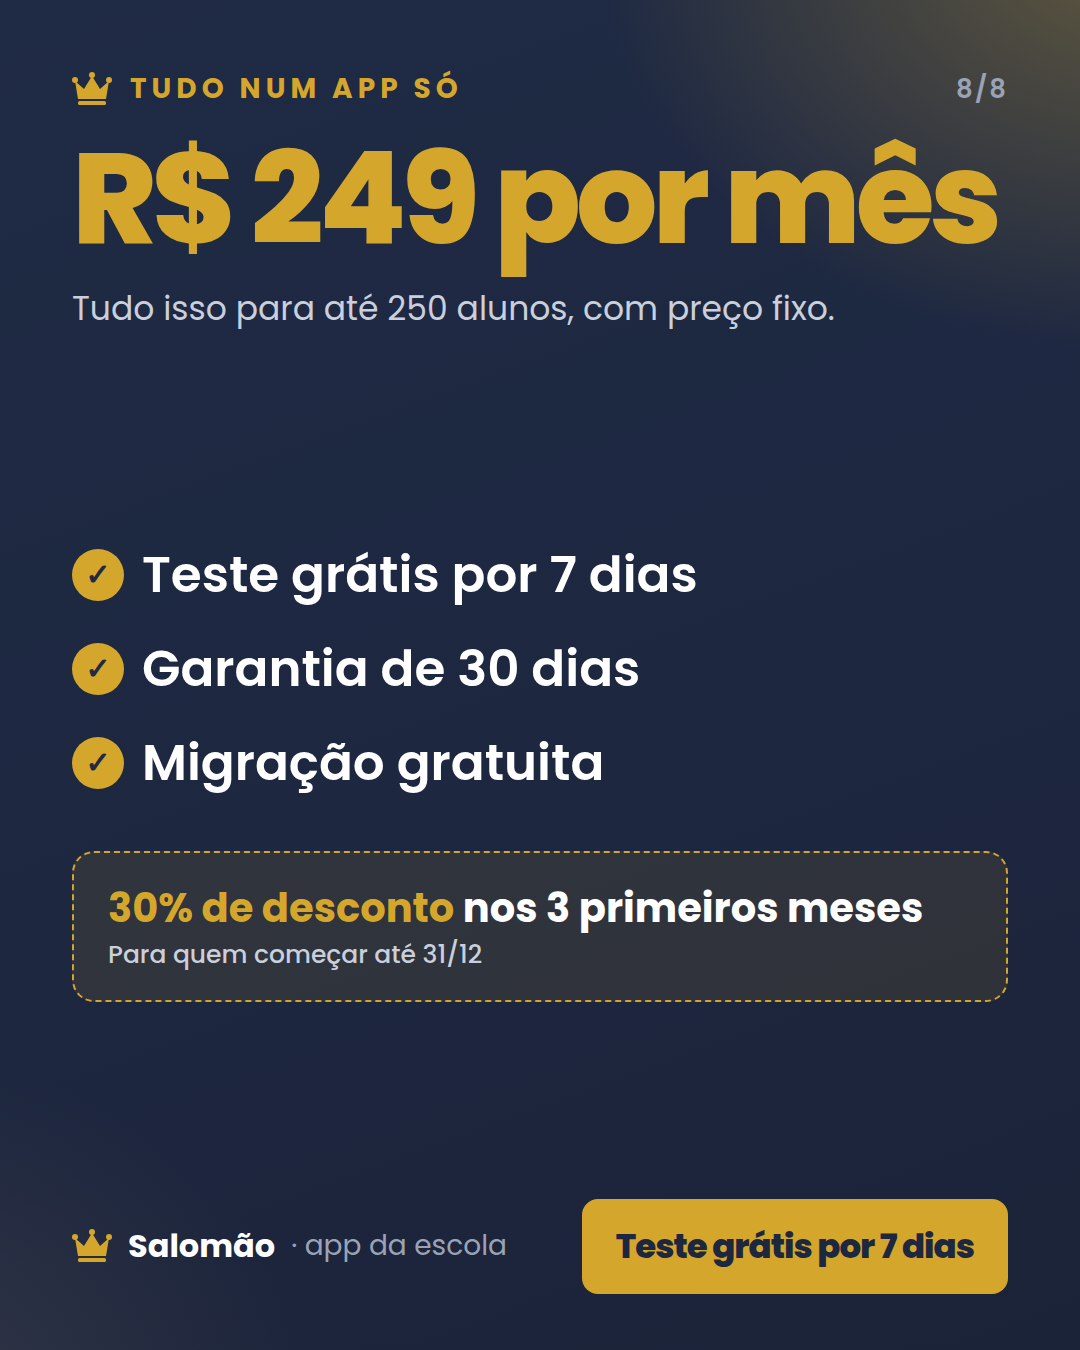 TUDO NUM APP SÓ
8/8
R$ 249 por mês
Tudo isso para até 250 alunos, com preço fixo.
✓ Teste grátis por 7 dias
✓ Garantia de 30 dias
✓ Migração gratuita
30% de desconto nos 3 primeiros meses
Para quem começar até 31/12
Salomão · app da escola
Teste grátis por 7 dias